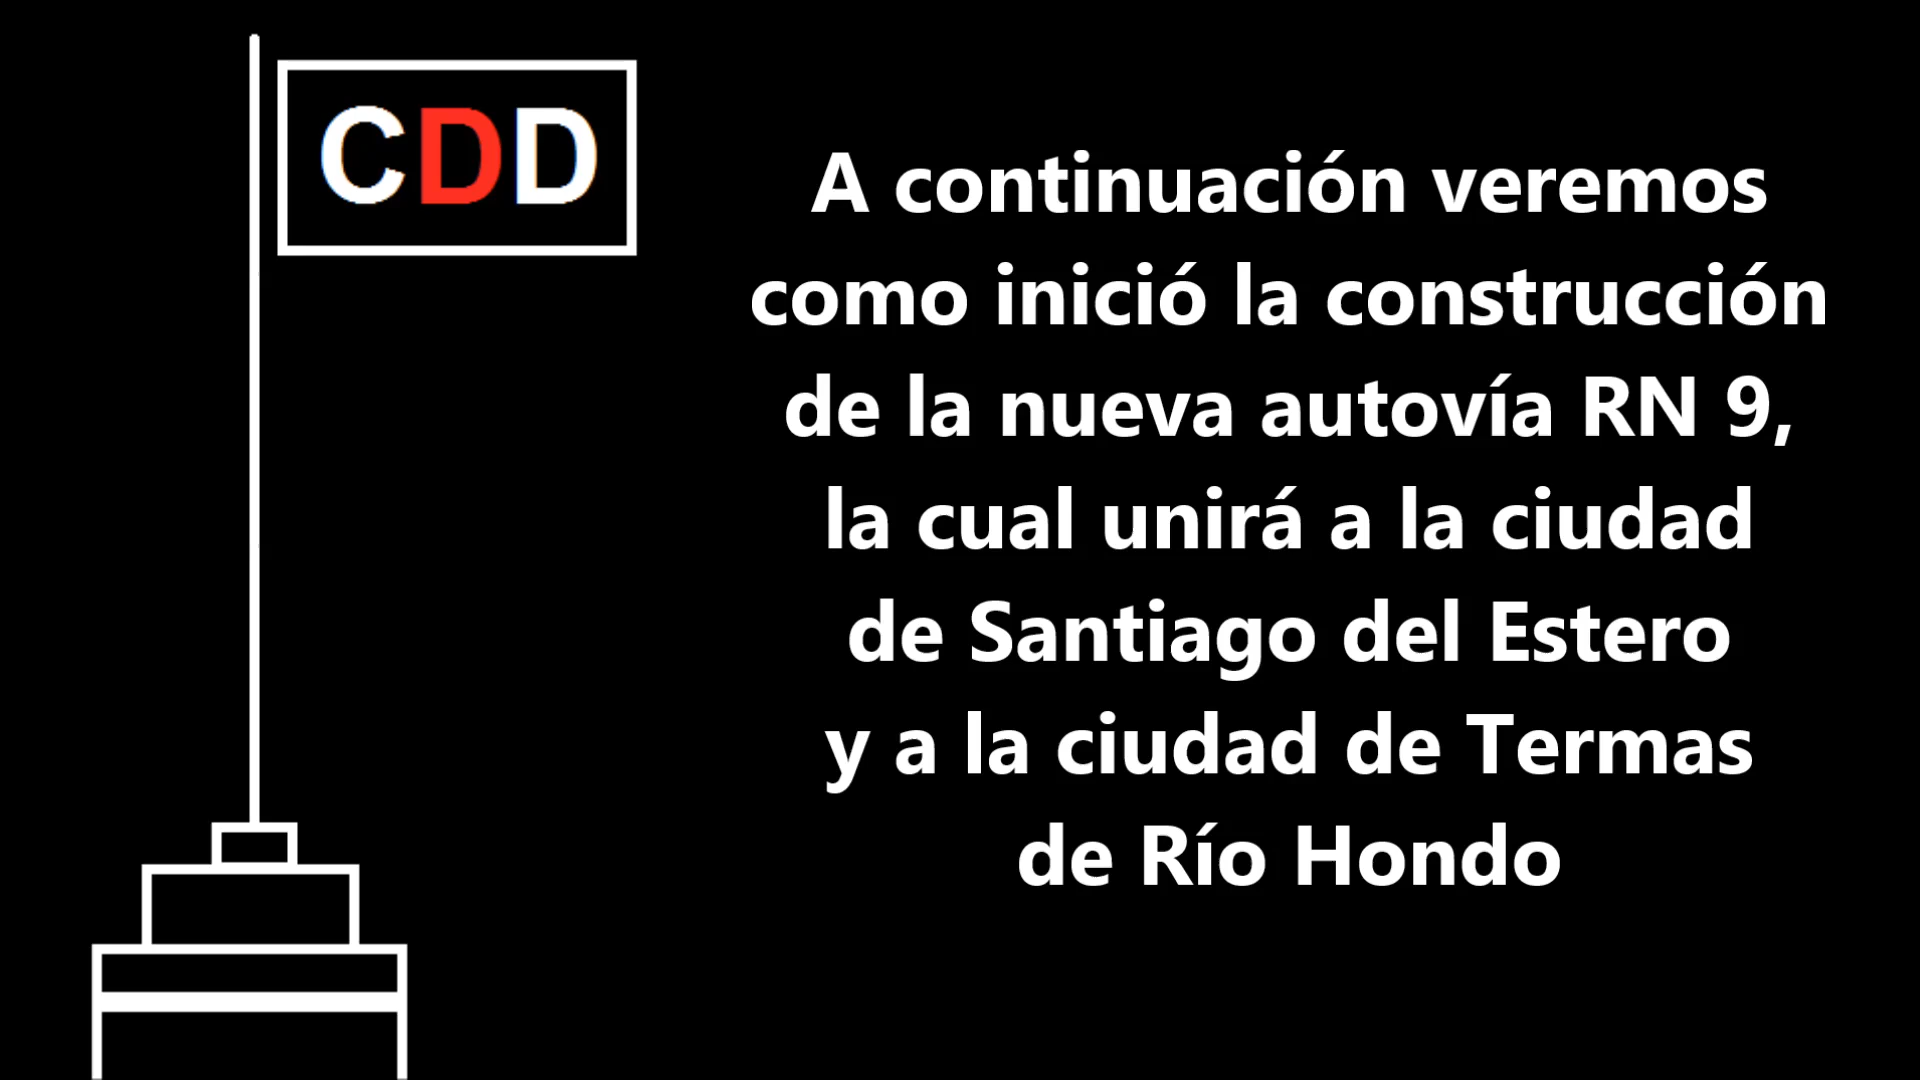 CDD
A continuación veremos
como inició la construcción
de la nueva autovía RN 9,
la cual unirá a la ciudad
de Santiago del Estero
y a la ciudad de Termas
de Río Hondo